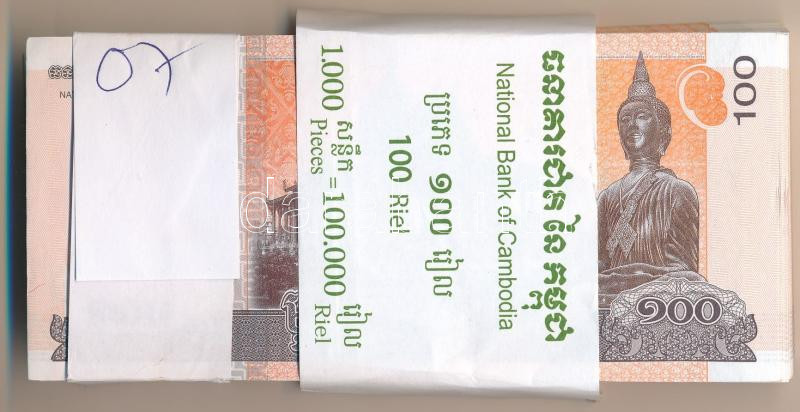 07
NA
ធនាគារជាតិ នៃ កម្ពុជា
National Bank of Cambodia
ប្រភេទ ១០០ រៀល
100 Riel
1.000 សន្លឹក = 100.000 រៀល
Pieces Riel
100
១០០